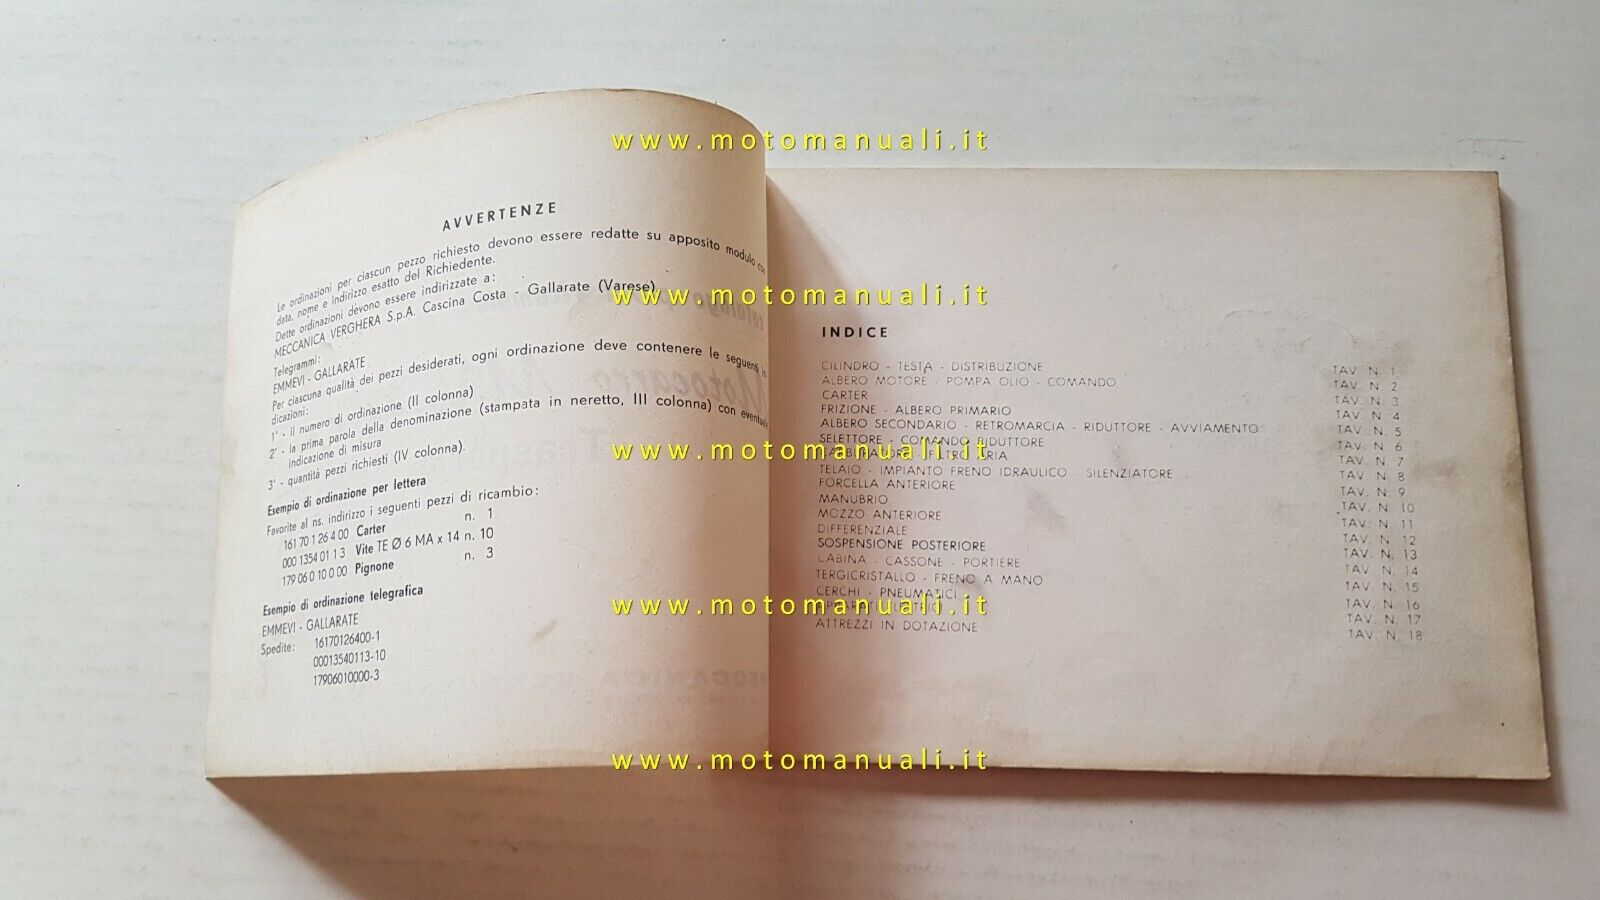 www.motomanuali.it
AVVERTENZE
Le ordinazioni per ciascun pezzo richiesto devono essere redatte su apposito modulo con
data, nome e indirizzo esatto del Richiedente.
Dette ordinazioni devono essere indirizzate a:
MECCANICA VERGHERA S.p.A. Cascina Costa - Gallarate (Varese)
Telegrammi:
EMMEVI - GALLARATE
Per ciascuna qualità dei pezzi desiderati, ogni ordinazione deve contenere le seguenti in-
dicazioni:
1° - il numero di ordinazione (II colonna)
2° - la prima parola della denominazione (stampata in neretto, III colonna) con
indicazione di misura
3° - quantità pezzi richiesti (IV colonna).
Esempio di ordinazione per lettera
Favorite al ns. indirizzo i seguenti pezzi di ricambio:
161 70 1 26 4 00 Carter n. 1
000 1354 01 1 3 Vite TE Ø 6 MA x 14 n. 10
179 06 0 10 0 00 Pignone n. 3
Esempio di ordinazione telegrafica
EMMEVI - GALLARATE
Spedite: 16170126400-1
00013540113-10
17906010000-3
www.motomanuali.it
INDICE
CILINDRO - TESTA - DISTRIBUZIONE TAV. N. 1
ALBERO MOTORE - POMPA OLIO - COMANDO TAV. N. 2
CARTER TAV. N. 3
FRIZIONE - ALBERO PRIMARIO TAV. N. 4
ALBERO SECONDARIO - RETROMARCIA - RIDUTTORE - AVVIAMENTO TAV. N. 5
SELETTORE - COMANDO RIDUTTORE TAV. N. 6
www.motomanuali.it
TAV. N. 7
TELAIO - IMPIANTO FRENO IDRAULICO - SILENZIATORE TAV. N. 8
FORCELLA ANTERIORE TAV. N. 9
MANUBRIO TAV. N. 10
MOZZO ANTERIORE TAV. N. 11
DIFFERENZIALE TAV. N. 12
SOSPENSIONE POSTERIORE TAV. N. 13
CABINA - CASSONE - PORTIERE TAV. N. 14
TERGICRISTALLO - FRENO A MANO TAV. N. 15
CERCHI - PNEUMATICI TAV. N. 16
www.motomanuali.it
TAV. N. 17
ATTREZZI IN DOTAZIONE TAV. N. 18
www.motomanuali.it